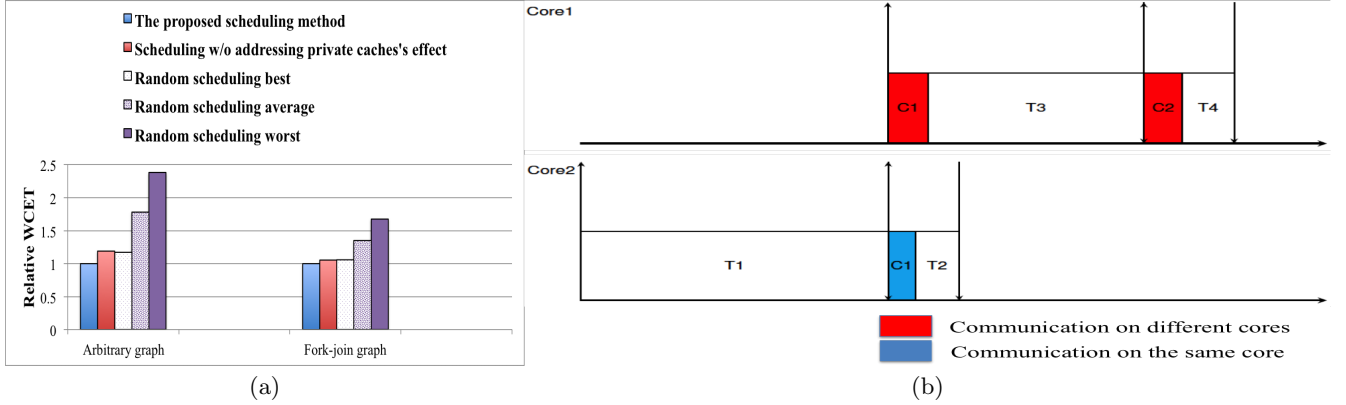 The proposed scheduling method
Scheduling w/o addressing private caches's effect
Random scheduling best
Random scheduling average
Random scheduling worst
Relative WCET
2.5
2
1.5
1
0.5
0
Arbitrary graph
Fork-join graph
(a)
Core1
C1
T3
C2
T4
Core2
T1
C1
T2
Communication on different cores
Communication on the same core
(b)